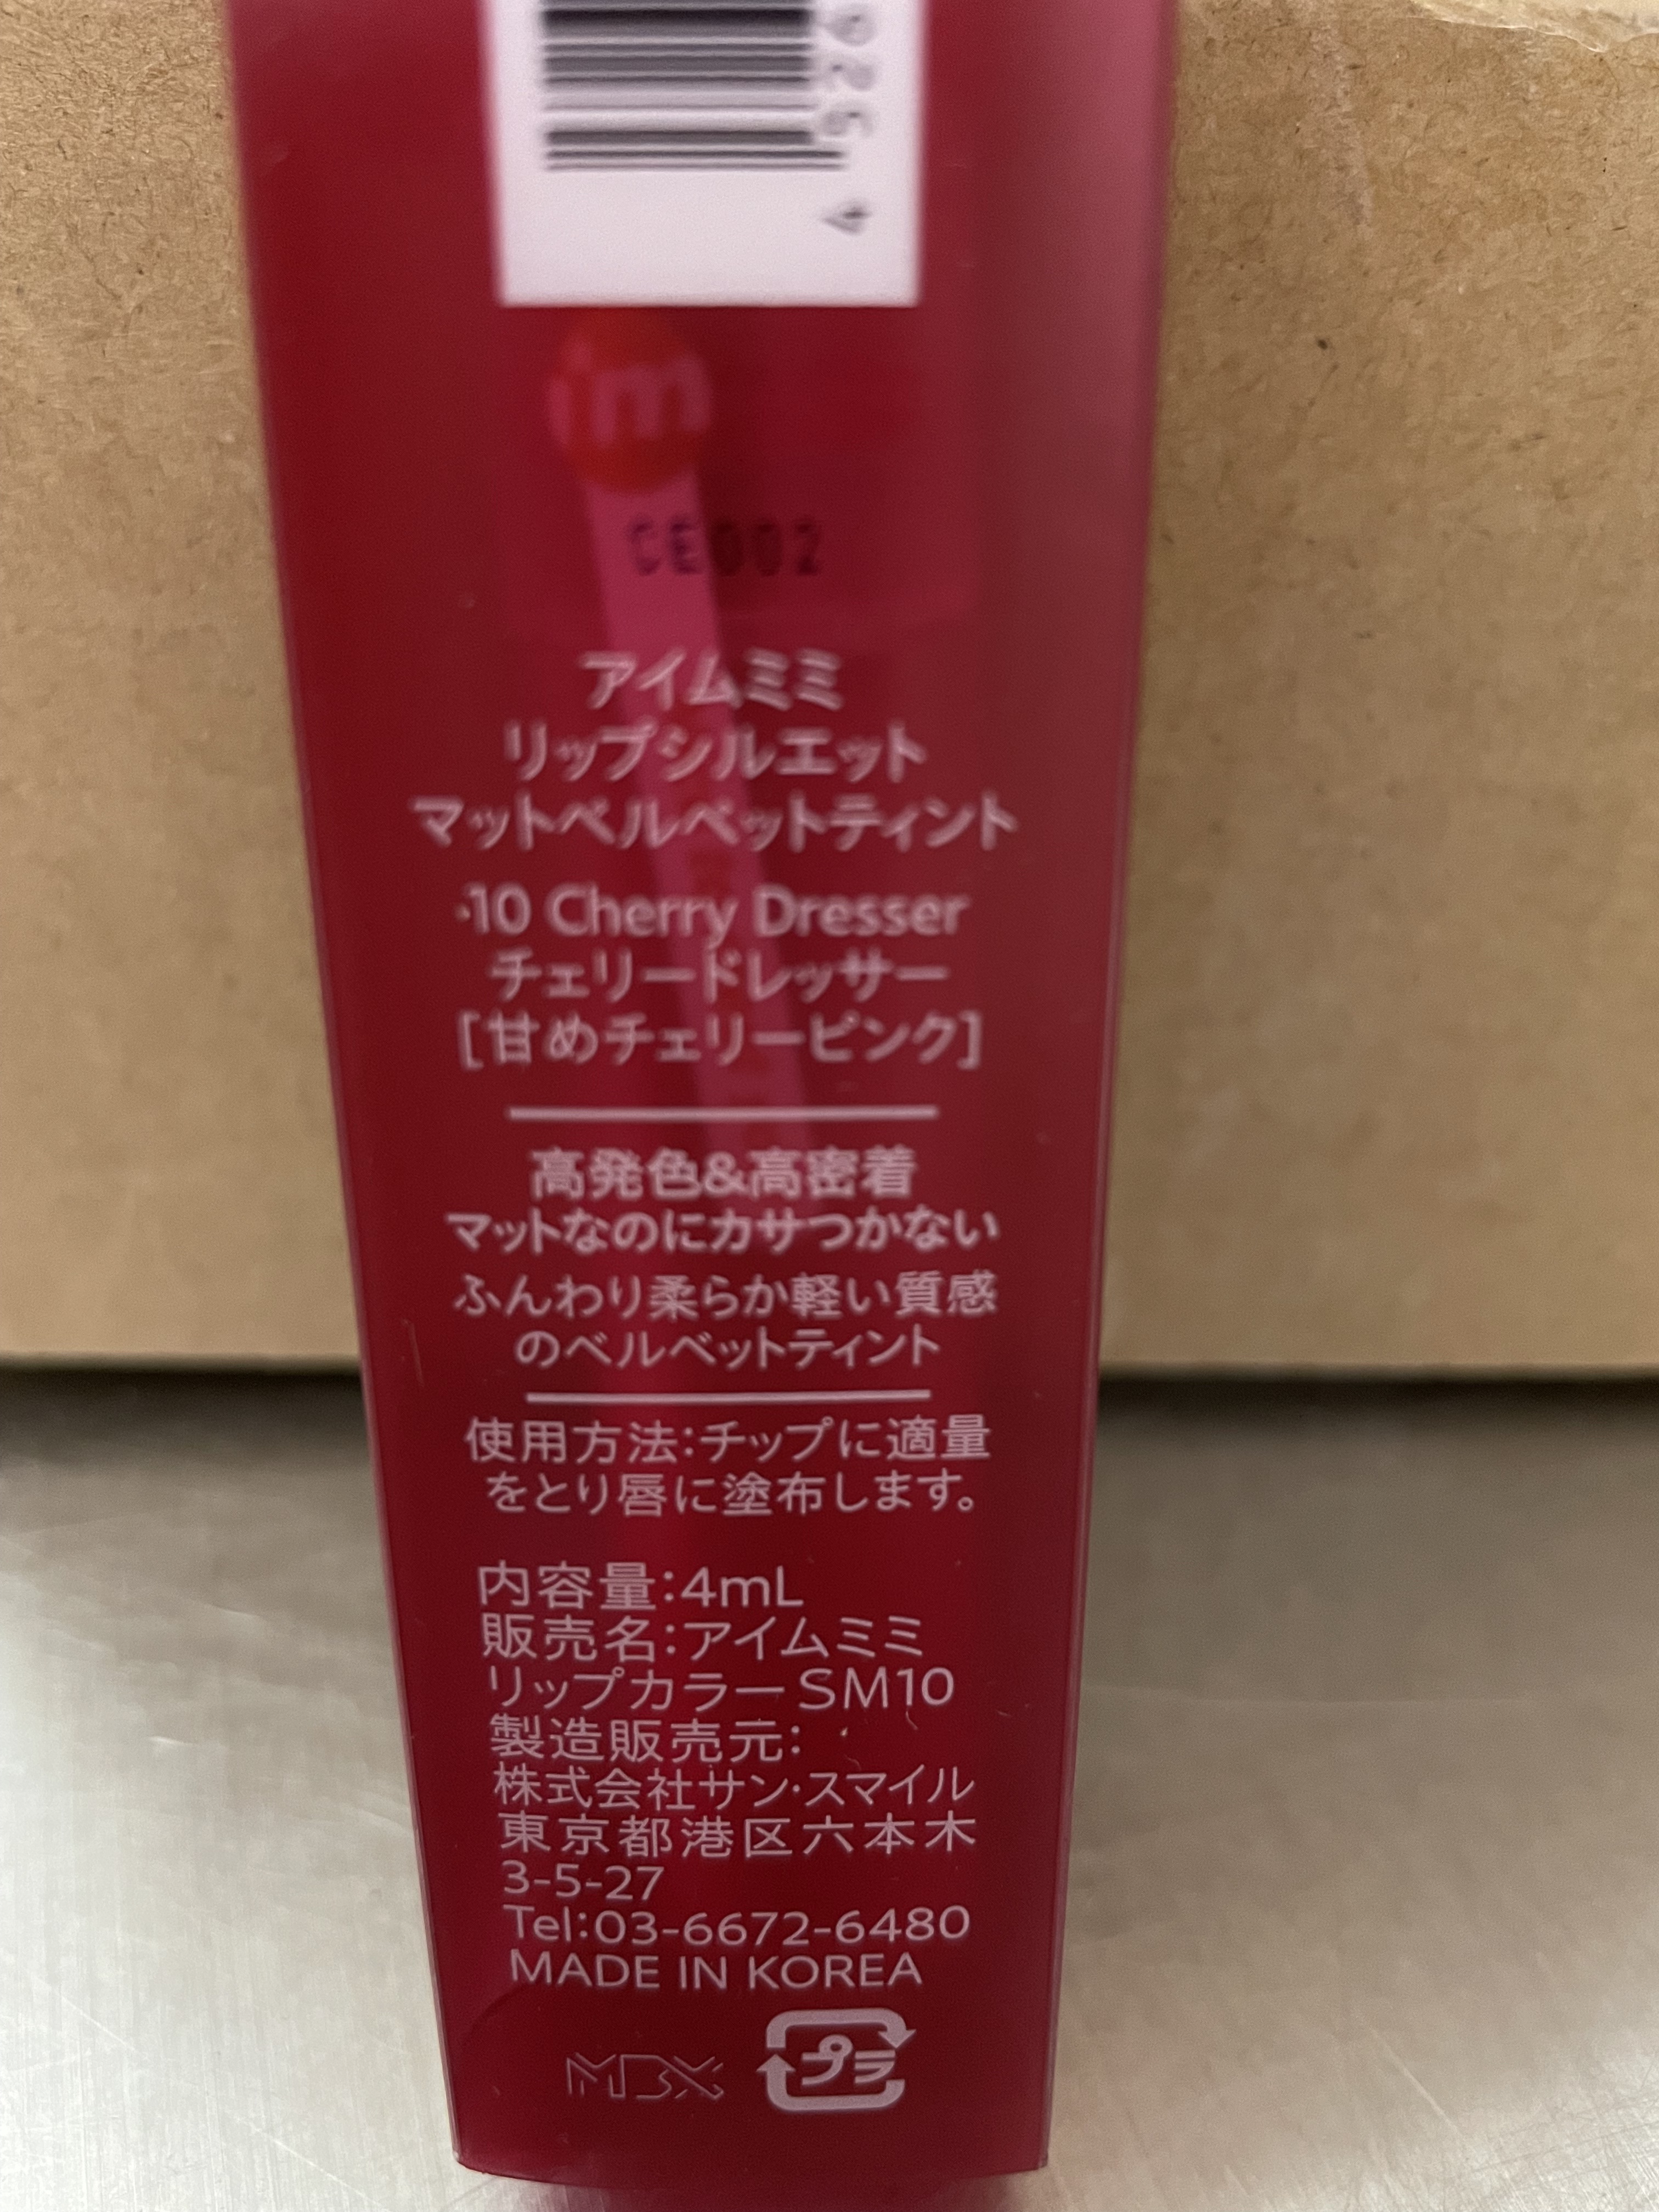 925
4
im
CE002
アイムミミ
リップシルエット
マットベルベットティント
·10 Cherry Dresser
チェリードレッサー
[甘めチェリーピンク]
高発色&高密着
マットなのにカサつかない
ふんわり柔らか軽い質感
のベルベットティント
使用方法:チップに適量
をとり唇に塗布します。
内容量:4mL
販売名:アイムミミ
リップカラーSM10
製造販売元:
株式会社サン·スマイル
東京都港区六本木
3-5-27
Tel:03-6672-6480
MADE IN KOREA
MBX
プラ